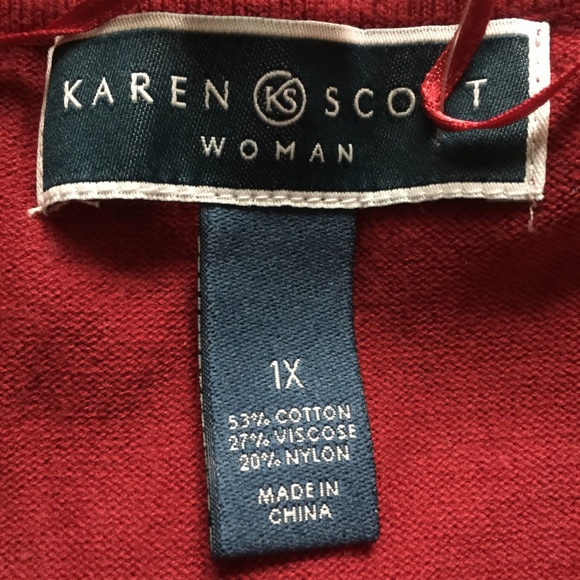 KAREN KS SCOTT
WOMAN
1X
53% COTTON
27% VISCOSE
20% NYLON
MADE IN
CHINA